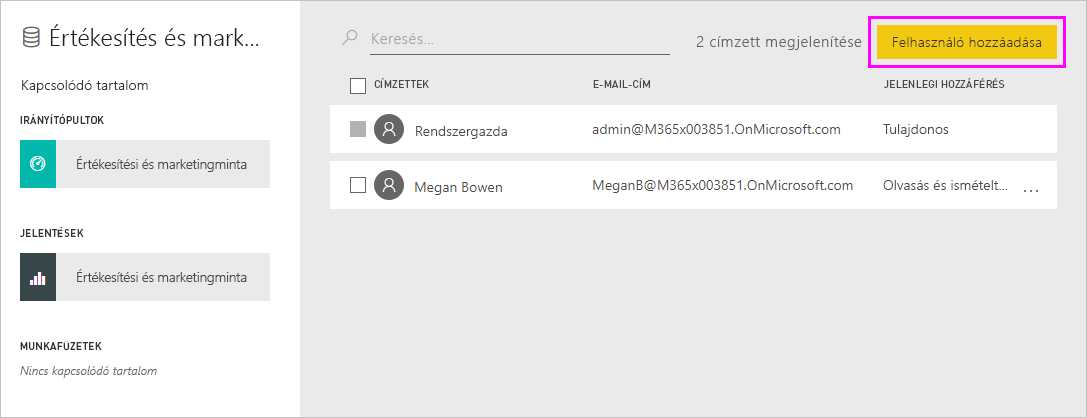 Értékesítés és mark...
Kapcsolódó tartalom
IRÁNYÍTÓPULTOK
Értékesítési és marketingminta
JELENTÉSEK
Értékesítési és marketingminta
MUNKAFÜZETEK
Nincs kapcsolódó tartalom
Keresés...
2 címzett megjelenítése
Felhasználó hozzáadása
CÍMZETTEK E-MAIL-CÍM JELENLEGI HOZZÁFÉRÉS
Rendszergazda admin@M365x003851.OnMicrosoft.com Tulajdonos
Megan Bowen MeganB@M365x003851.OnMicrosoft.com Olvasás és ismételt... ...